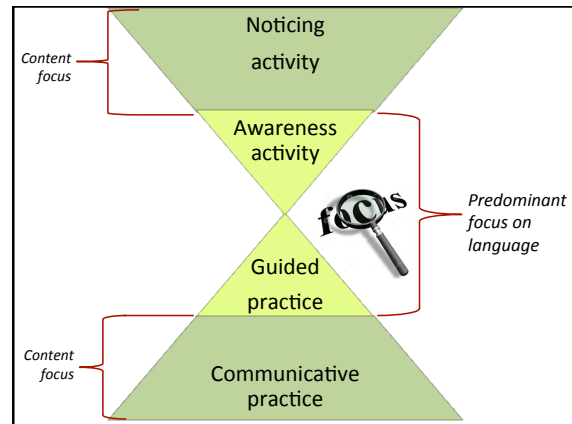 Noticing
activity
Content
focus
Awareness
activity
focus
Predominant
focus on
language
Guided
practice
Content
focus
Communicative
practice